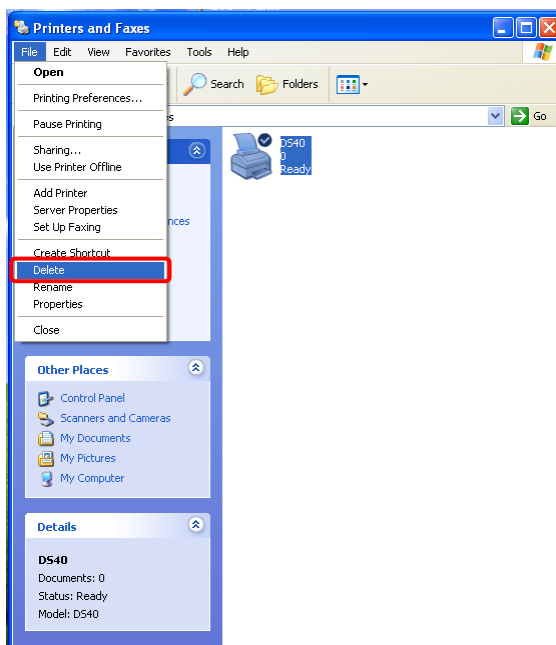 Printers and Faxes
File Edit View Favorites Tools Help
Open
Printing Preferences...
Pause Printing
Sharing...
Use Printer Offline
Add Printer
Server Properties
Set Up Faxing
Create Shortcut
Delete
Rename
Properties
Close
Search Folders
es Go
nces
DS40
0
Ready
Other Places
Control Panel
Scanners and Cameras
My Documents
My Pictures
My Computer
Details
DS40
Documents: 0
Status: Ready
Model: DS40